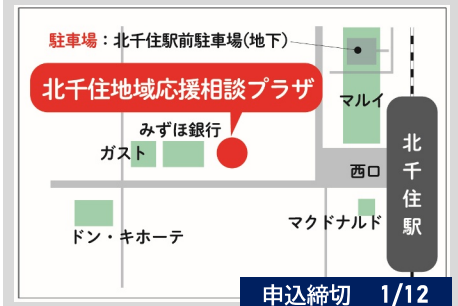 駐車場：北千住駅前駐車場(地下)
北千住地域応援相談プラザ
マルイ
みずほ銀行
ガスト
北千住駅
西口
マクドナルド
ドン・キホーテ
申込締切 1/12